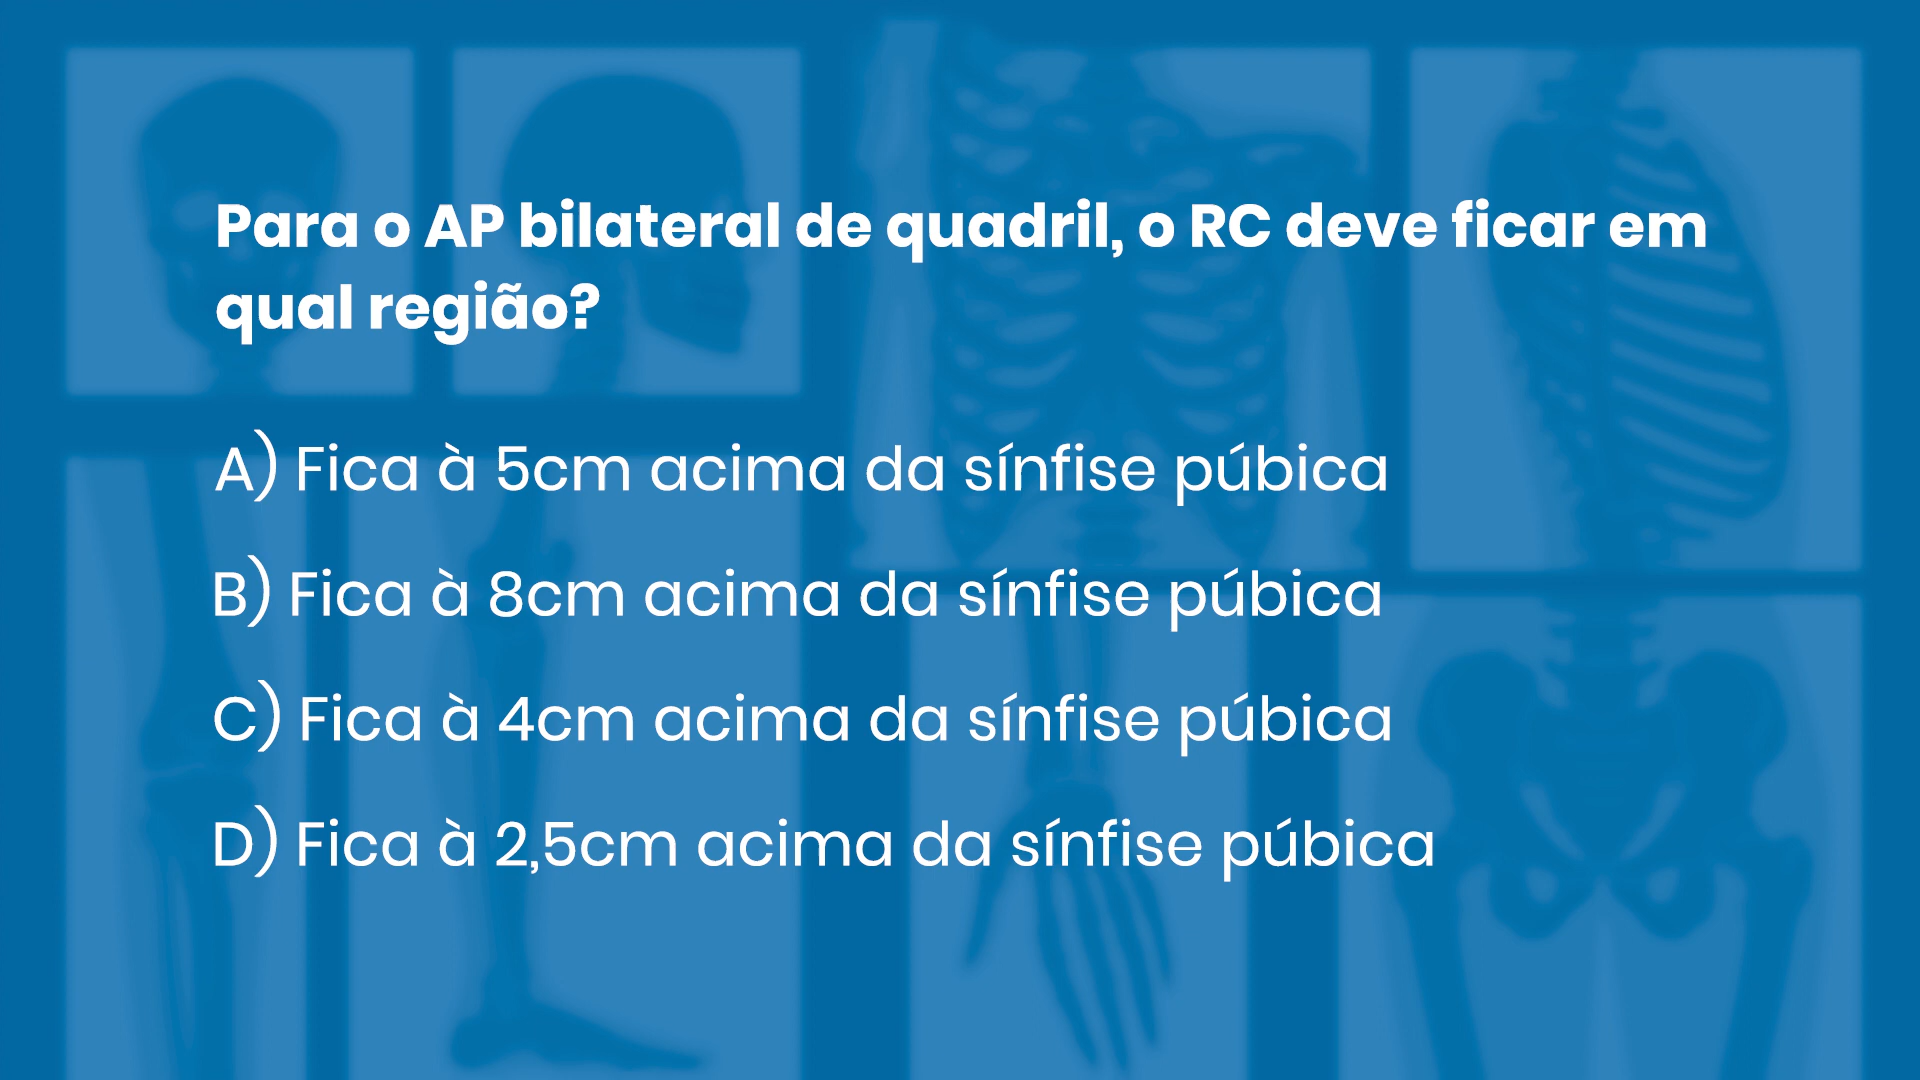 Para o AP bilateral de quadril, o RC deve ficar em
qual região?
A) Fica à 5cm acima da sínfise púbica
B) Fica à 8cm acima da sínfise púbica
C) Fica à 4cm acima da sínfise púbica
D) Fica à 2,5cm acima da sínfise púbica